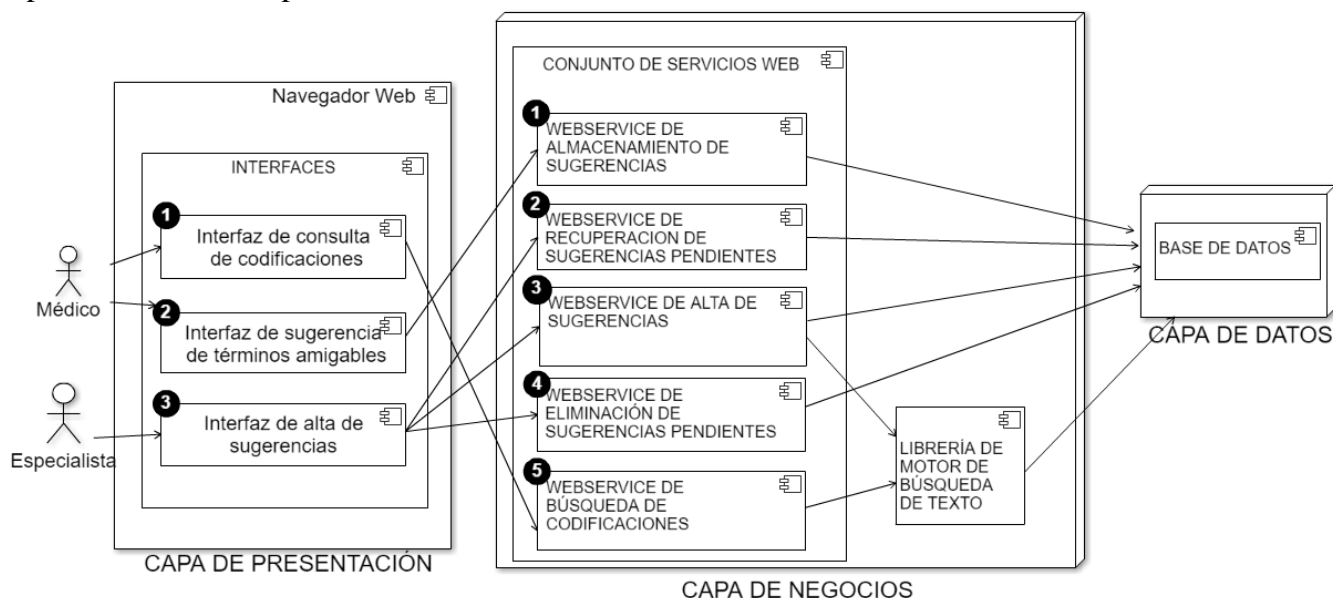 Navegador Web
INTERFACES
1
Interfaz de consulta
de codificaciones
2
Interfaz de sugerencia
de términos amigables
3
Interfaz de alta de
sugerencias
Médico
Especialista
CAPA DE PRESENTACIÓN
CONJUNTO DE SERVICIOS WEB
1
WEBSERVICE DE
ALMACENAMIENTO DE
SUGERENCIAS
2
WEBSERVICE DE
RECUPERACION DE
SUGERENCIAS PENDIENTES
3
WEBSERVICE DE ALTA DE
SUGERENCIAS
4
WEBSERVICE DE
ELIMINACIÓN DE
SUGERENCIAS PENDIENTES
5
WEBSERVICE DE
BÚSQUEDA DE
CODIFICACIONES
LIBRERÍA DE
MOTOR DE
BÚSQUEDA
DE TEXTO
CAPA DE NEGOCIOS
BASE DE DATOS
CAPA DE DATOS